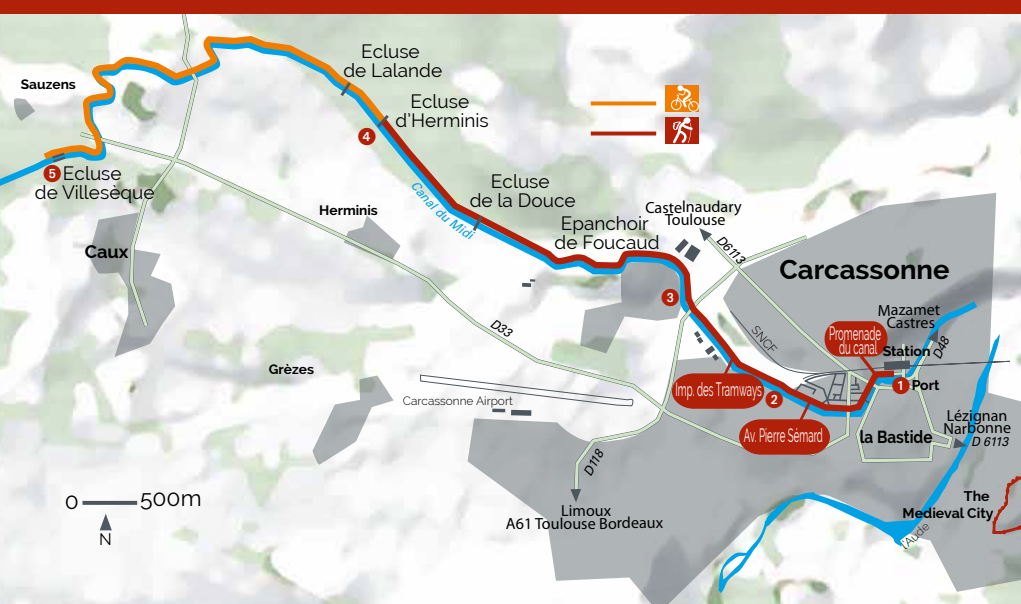 Ecluse
de Lalande
Sauzens
Ecluse
d'Herminis
4
5 Ecluse
de Villesèque
Canal du Midi
Ecluse
de la Douce
Herminis
Epanchoir
de Foucaud
Castelnaudary
Toulouse
D6113
Caux
Carcassonne
3
Mazamet
Castres
D48
D33
SNCF
Promenade
du canal
Station
Grèzes
1 Port
Imp. des Tramways
2
Carcassonne Airport
Av. Pierre Sémard
la Bastide
Lézignan
Narbonne
D 6113
D118
0 500m
N
Limoux
A61 Toulouse Bordeaux
The
Medieval City
l'Aude